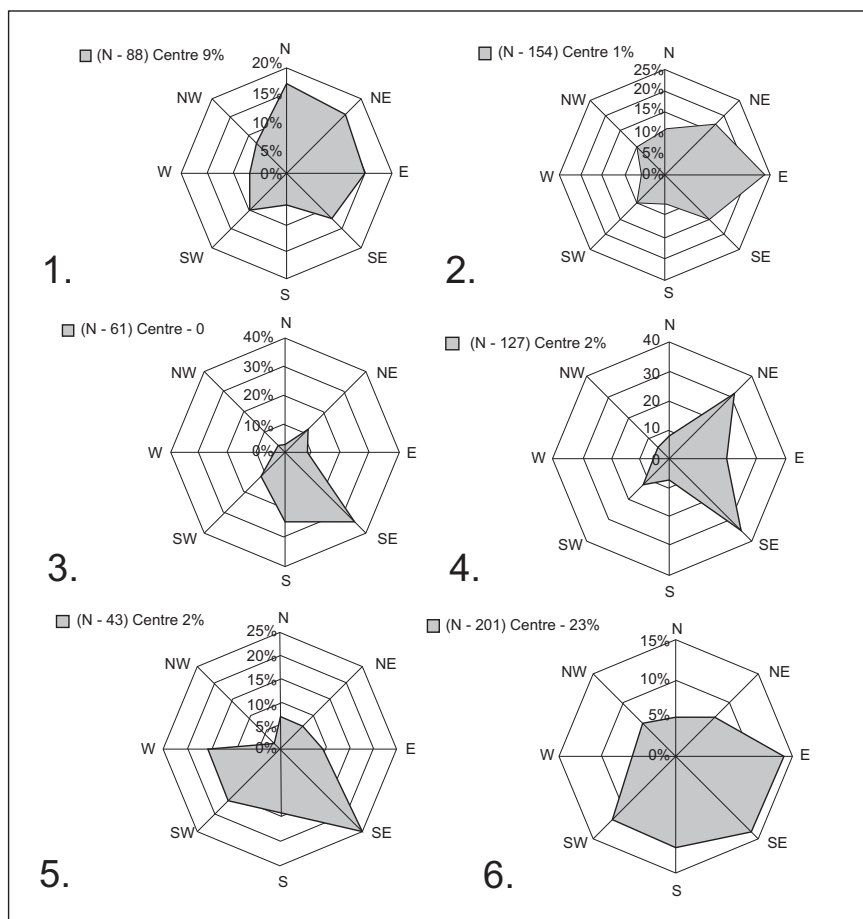 (N - 88) Centre 9%
N
20%
15%
10%
5%
0%
NW
NE
W
E
SW
SE
S
1.
(N - 154) Centre 1%
N
25%
20%
15%
10%
5%
0%
NW
NE
W
E
SW
SE
S
2.
(N - 61) Centre - 0
N
40%
30%
20%
10%
0%
NW
NE
W
E
SW
SE
S
3.
(N - 127) Centre 2%
N
40
30
20
10
0
NW
NE
W
E
SW
SE
S
4.
(N - 43) Centre 2%
N
25%
20%
15%
10%
5%
0%
NW
NE
W
E
SW
SE
S
5.
(N - 201) Centre - 23%
N
15%
10%
5%
0%
NW
NE
W
E
SW
SE
S
6.